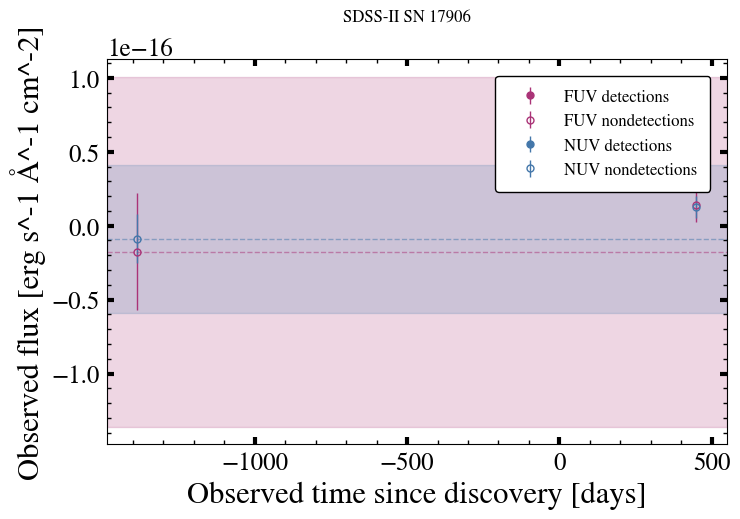 SDSS-II SN 17906
1e−16
1.0
0.5
0.0
−0.5
−1.0
Observed flux [erg s^-1 Å^-1 cm^-2]
FUV detections
FUV nondetections
NUV detections
NUV nondetections
−1000
−500
0
500
Observed time since discovery [days]